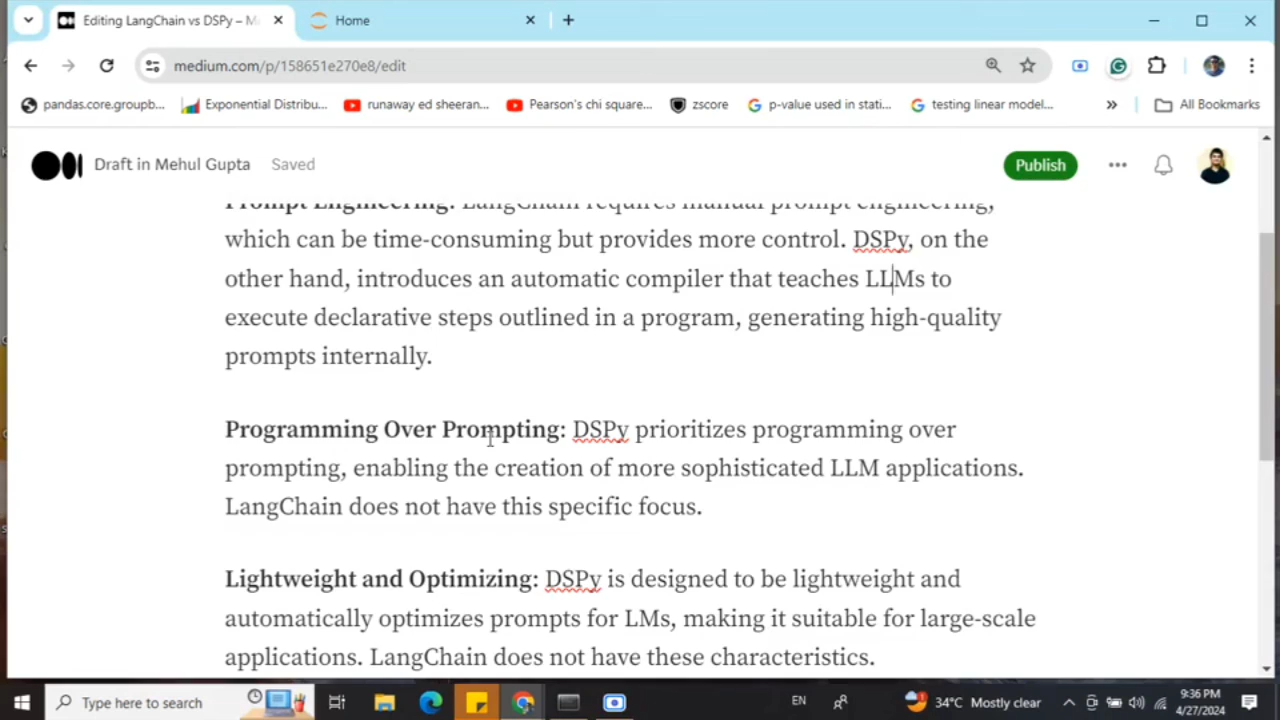 Editing LangChain vs DSPy – M
Home
medium.com/p/158651e270e8/edit
pandas.core.groupb...
Exponential Distribu...
runaway ed sheeran...
Pearson's chi square...
zscore
p-value used in stati...
testing linear model...
All Bookmarks
Draft in Mehul Gupta
Saved
Publish
Prompt Engineering: LangChain requires manual prompt engineering,
which can be time-consuming but provides more control. DSPy, on the
other hand, introduces an automatic compiler that teaches LLMs to
execute declarative steps outlined in a program, generating high-quality
prompts internally.
Programming Over Prompting: DSPy prioritizes programming over
prompting, enabling the creation of more sophisticated LLM applications.
LangChain does not have this specific focus.
Lightweight and Optimizing: DSPy is designed to be lightweight and
automatically optimizes prompts for LMs, making it suitable for large-scale
applications. LangChain does not have these characteristics.
Type here to search
EN
34°C Mostly clear
9:36 PM
4/27/2024